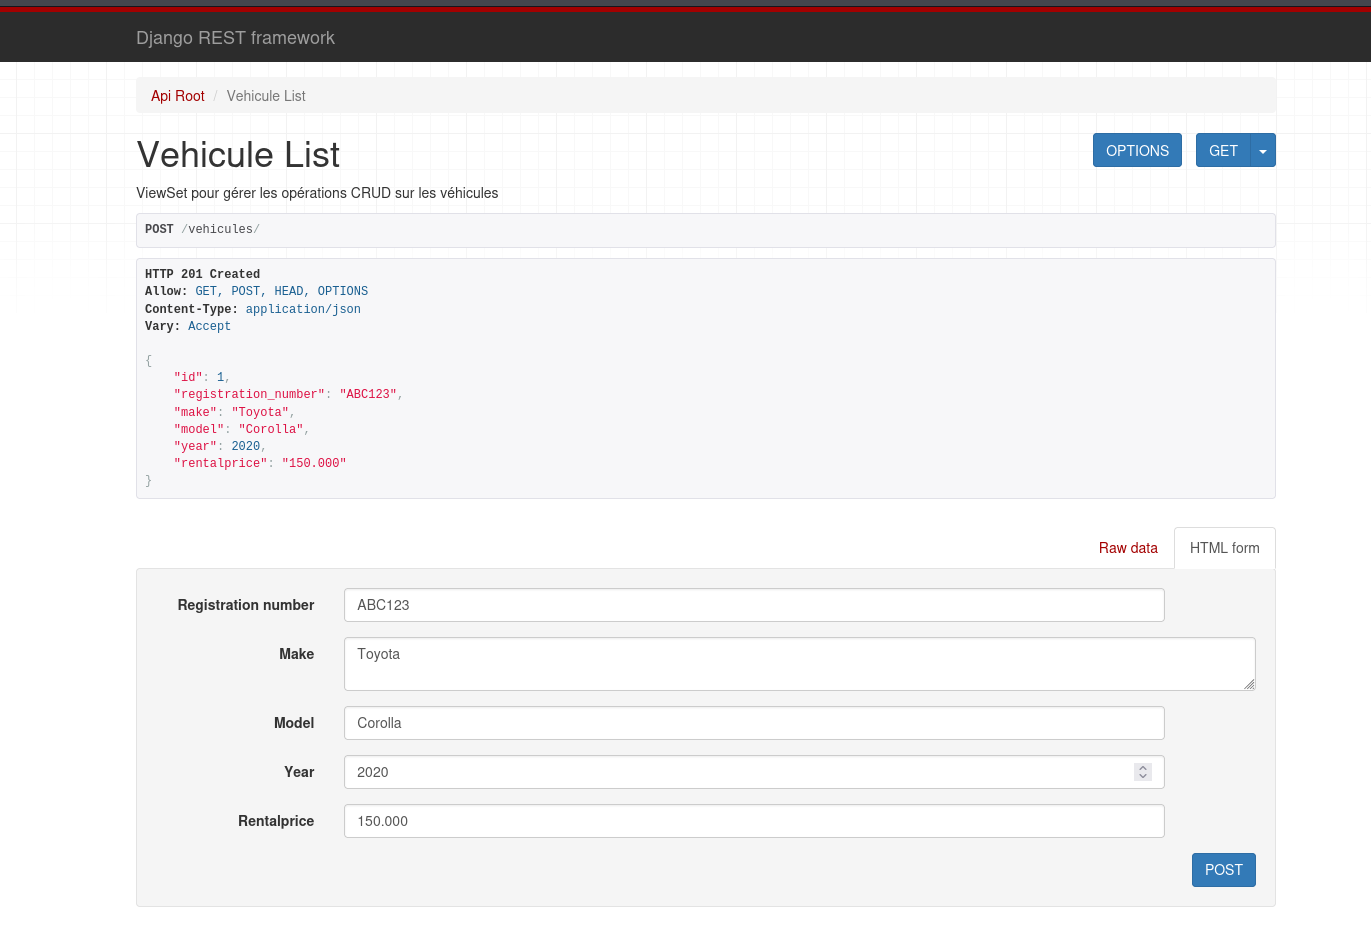 Django REST framework
Api Root / Vehicule List
Vehicule List
OPTIONS GET
ViewSet pour gérer les opérations CRUD sur les véhicules
POST /vehicules/
HTTP 201 Created
Allow: GET, POST, HEAD, OPTIONS
Content-Type: application/json
Vary: Accept
{
    "id": 1,
    "registration_number": "ABC123",
    "make": "Toyota",
    "model": "Corolla",
    "year": 2020,
    "rentalprice": "150.000"
}
Raw data HTML form
Registration number ABC123
Make Toyota
Model Corolla
Year 2020
Rentalprice 150.000
POST